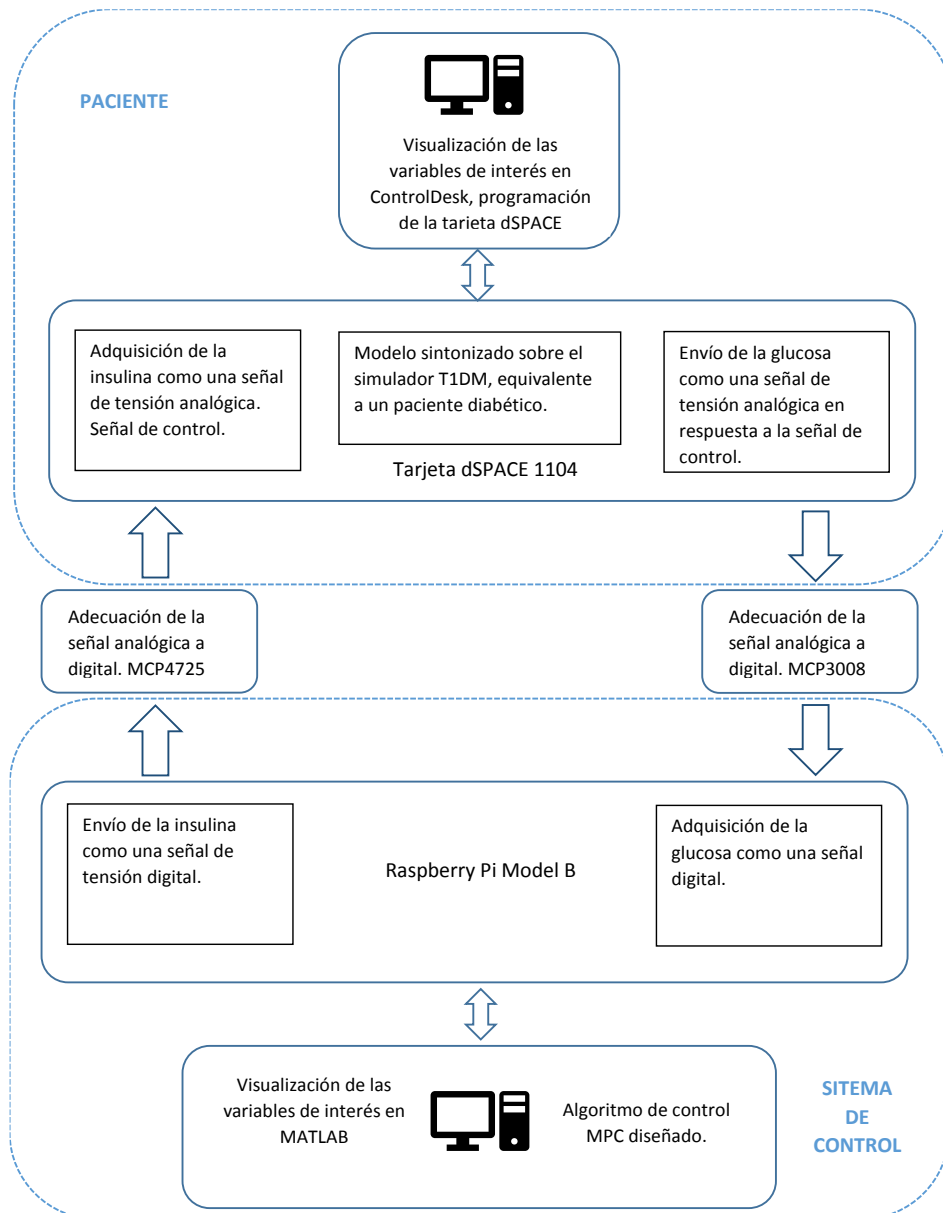 PACIENTE
Visualización de las
variables de interés en
ControlDesk, programación
de la tarjeta dSPACE
Adquisición de la
insulina como una señal
de tensión analógica.
Señal de control.
Modelo sintonizado sobre el
simulador T1DM, equivalente
a un paciente diabético.
Envío de la glucosa
como una señal de
tensión analógica en
respuesta a la señal de
control.
Tarjeta dSPACE 1104
Adecuación de la
señal analógica a
digital. MCP4725
Adecuación de la
señal analógica a
digital. MCP3008
Envío de la insulina
como una señal de
tensión digital.
Raspberry Pi Model B
Adquisición de la
glucosa como una señal
digital.
Visualización de las
variables de interés en
MATLAB
Algoritmo de control
MPC diseñado.
SITEMA
DE
CONTROL